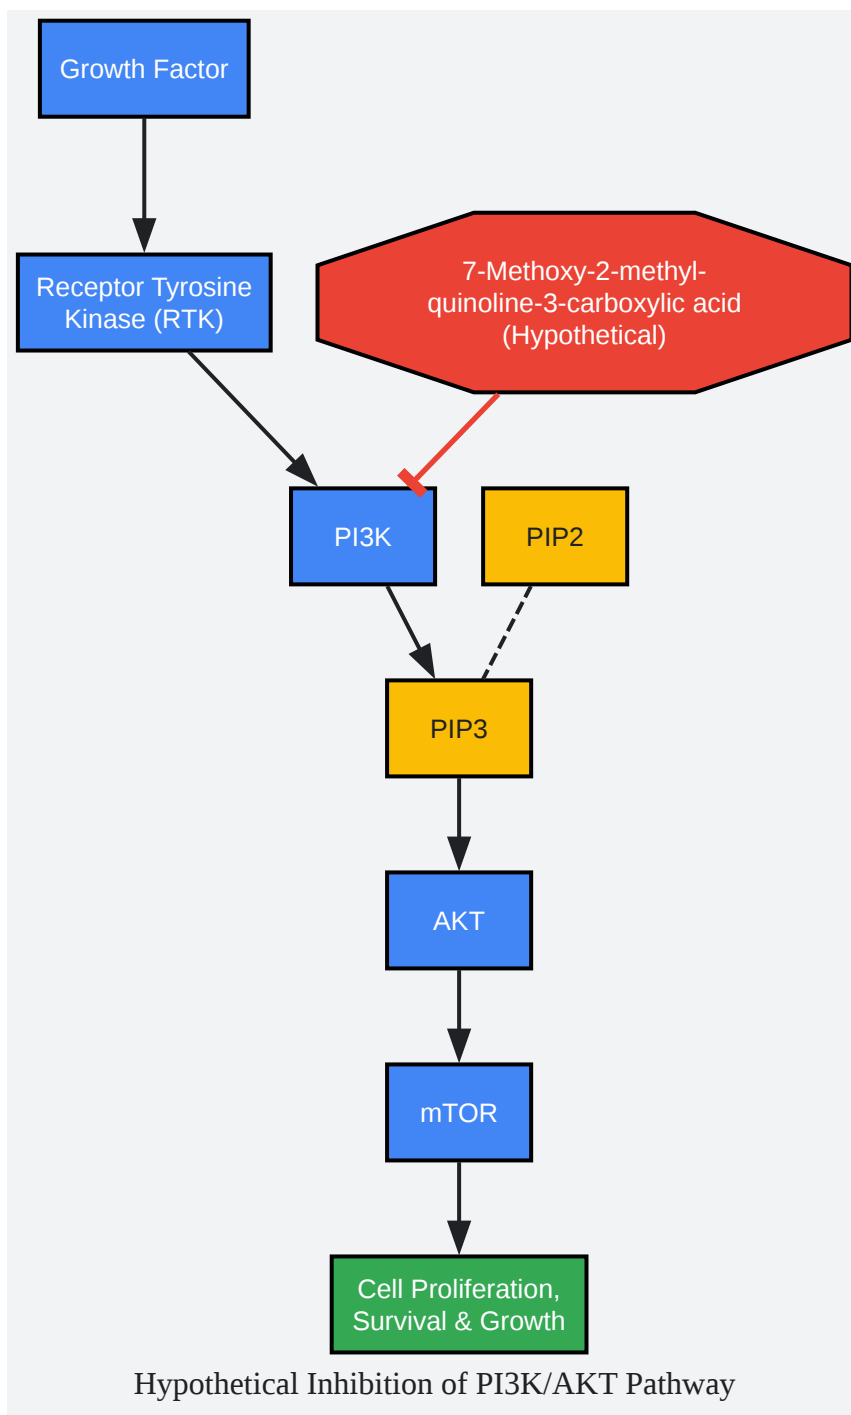 Growth Factor
Receptor Tyrosine
Kinase (RTK)
7-Methoxy-2-methyl-
quinoline-3-carboxylic acid
(Hypothetical)
PI3K
PIP2
PIP3
AKT
mTOR
Cell Proliferation,
Survival & Growth
Hypothetical Inhibition of PI3K/AKT Pathway